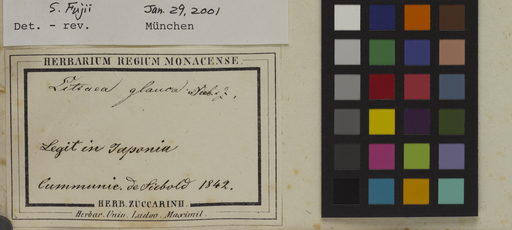 S. Fujii Jan. 29, 2001
Det. - rev. München
HERBARIUM REGIUM MONACENSE.
Litsaea glauca Sieb.
Legit in Japonia
Communic. de Siebold 1842.
HERB. ZUCCARINII
Herbar. Univ. Ludov. Maximil.